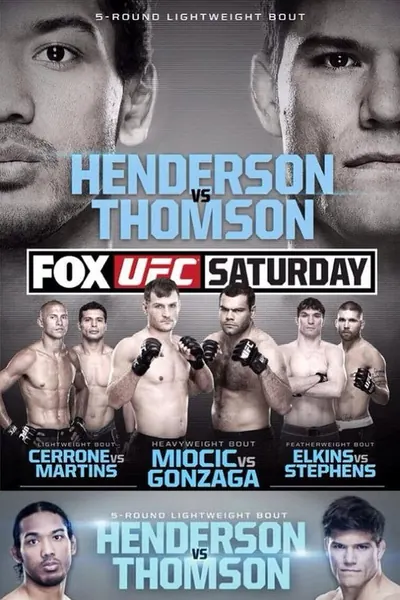 5-ROUND LIGHTWEIGHT BOUT
HENDERSON
VS
THOMSON
FOX UFC SATURDAY
LIGHTWEIGHT BOUT
CERRONE VS
MARTINS
HEAVYWEIGHT BOUT
MIOCIC VS
GONZAGA
FEATHERWEIGHT BOUT
ELKINS VS
STEPHENS
5-ROUND LIGHTWEIGHT BOUT
HENDERSON
VS
THOMSON